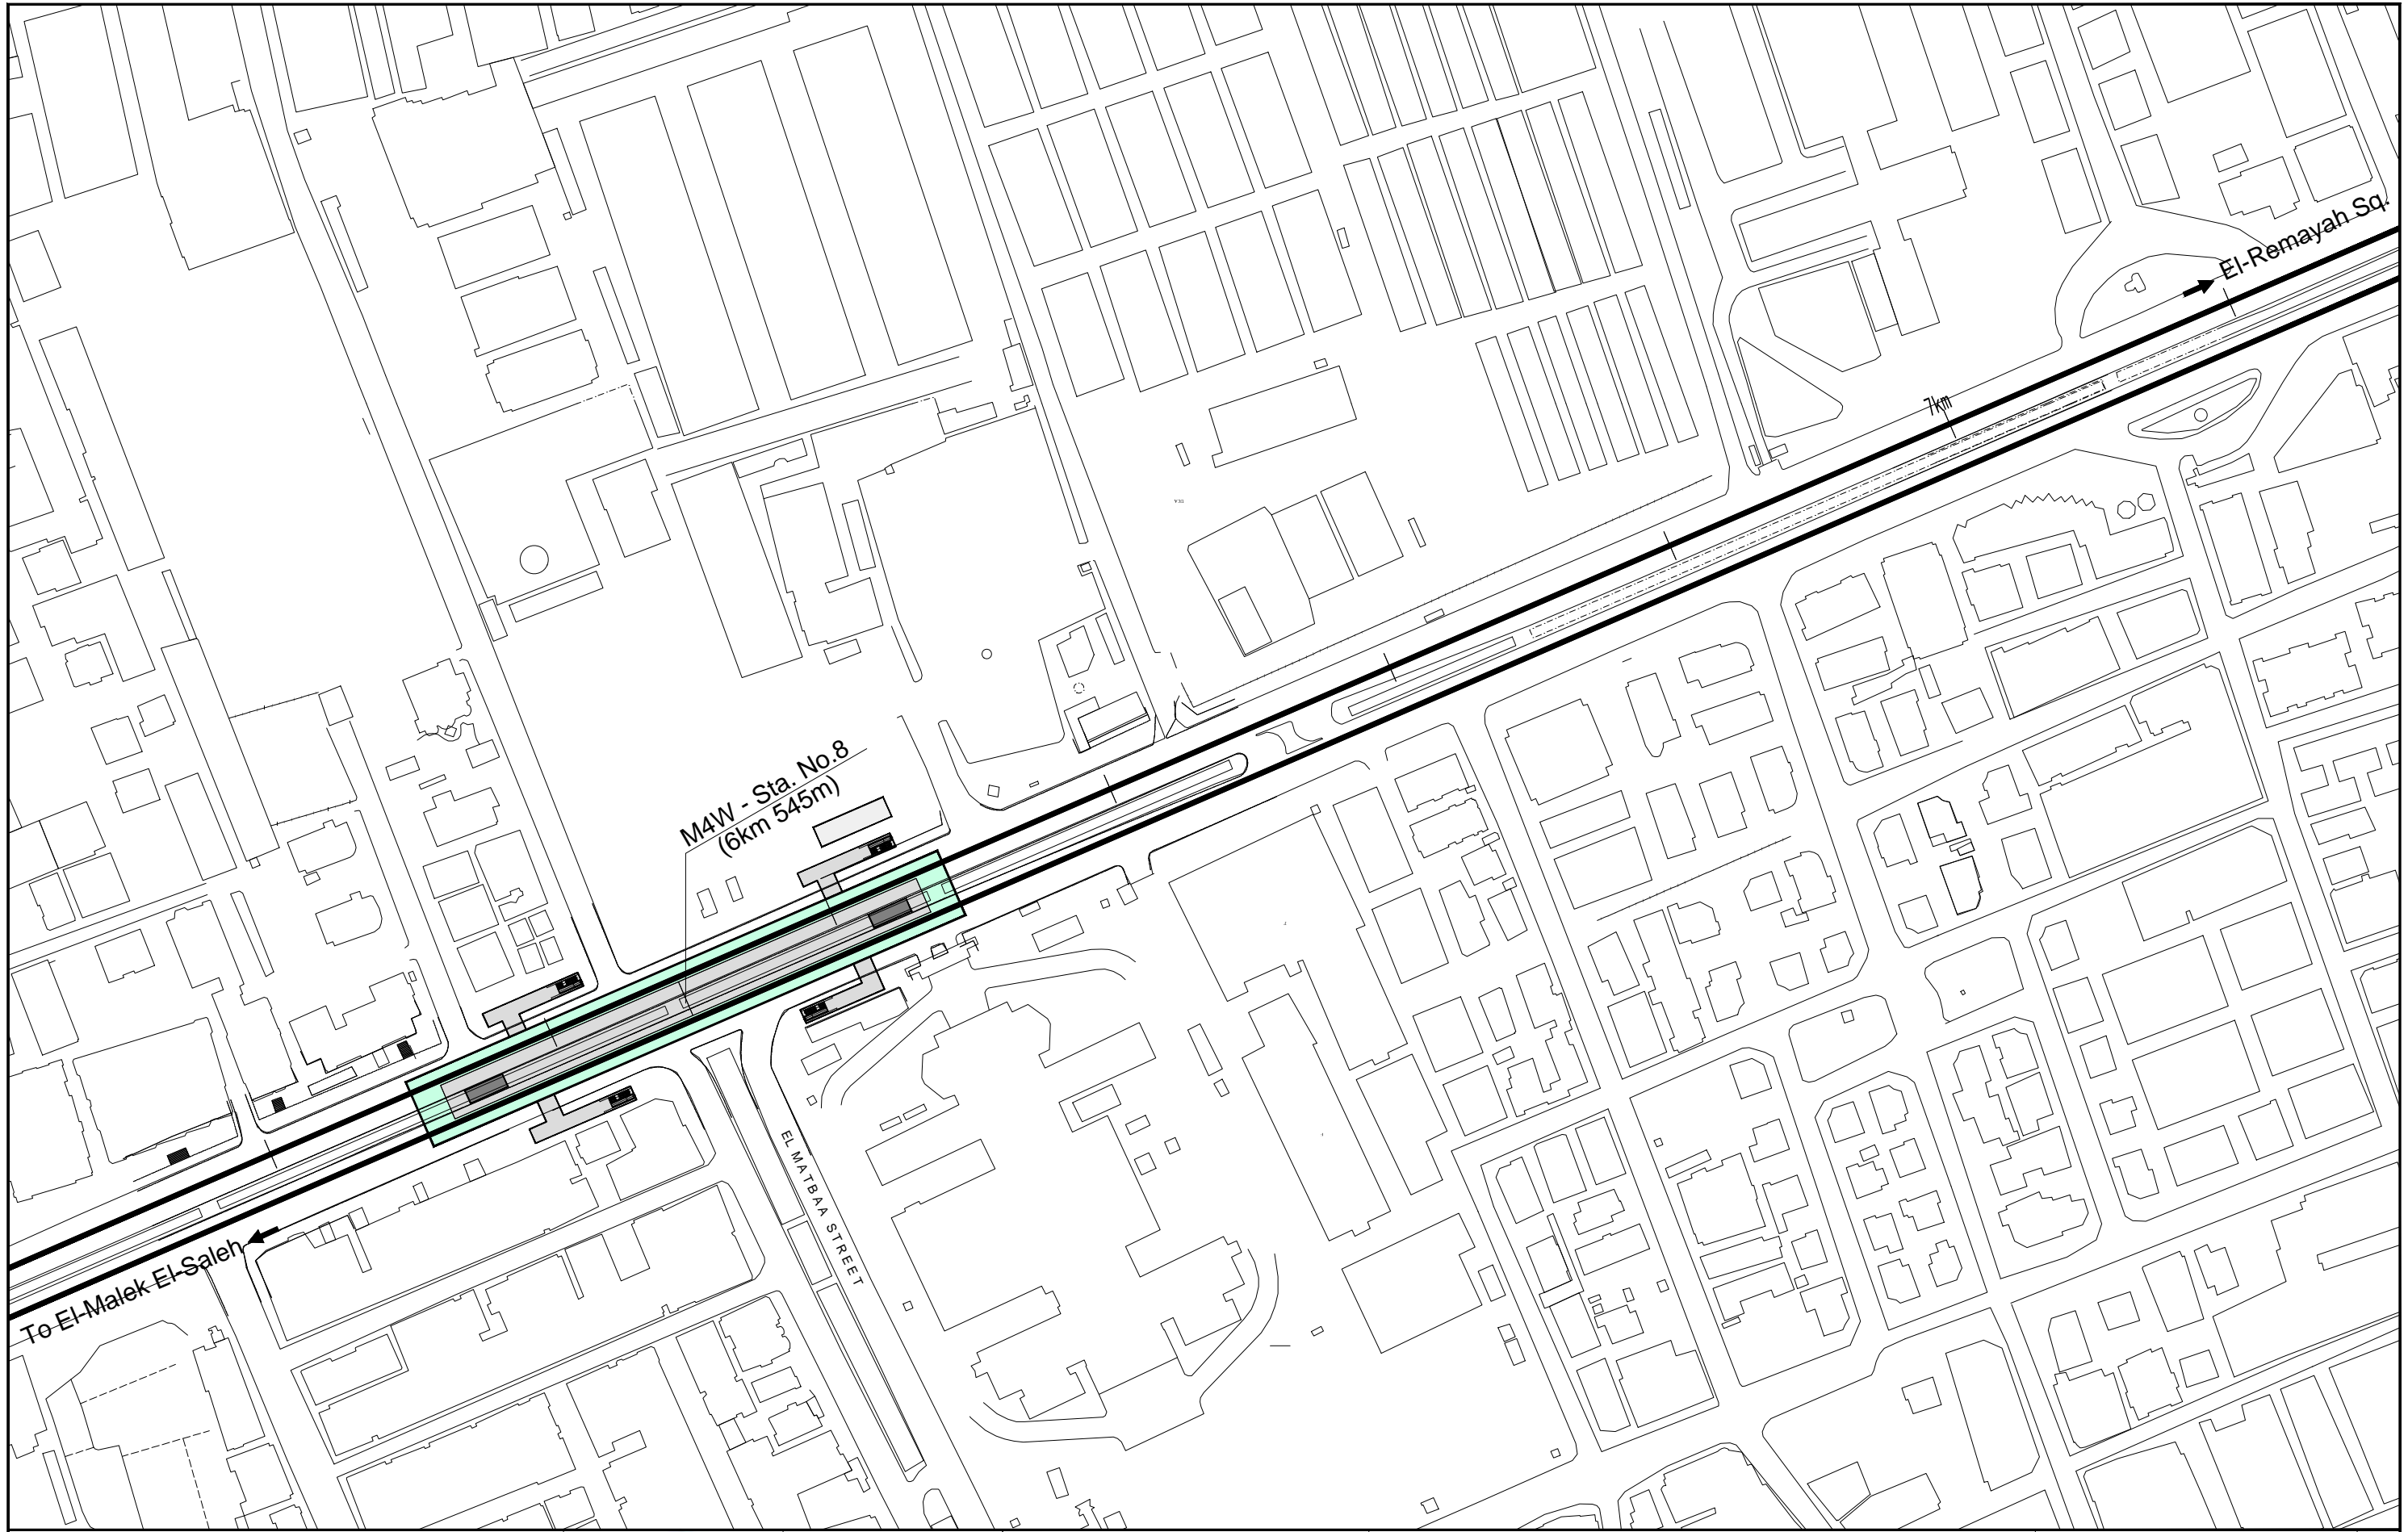 El-Remayah Sq.
7km
M4W - Sta. No.8
(6km 545m)
EL MATBAA STREET
To El-Malek El-Saleh